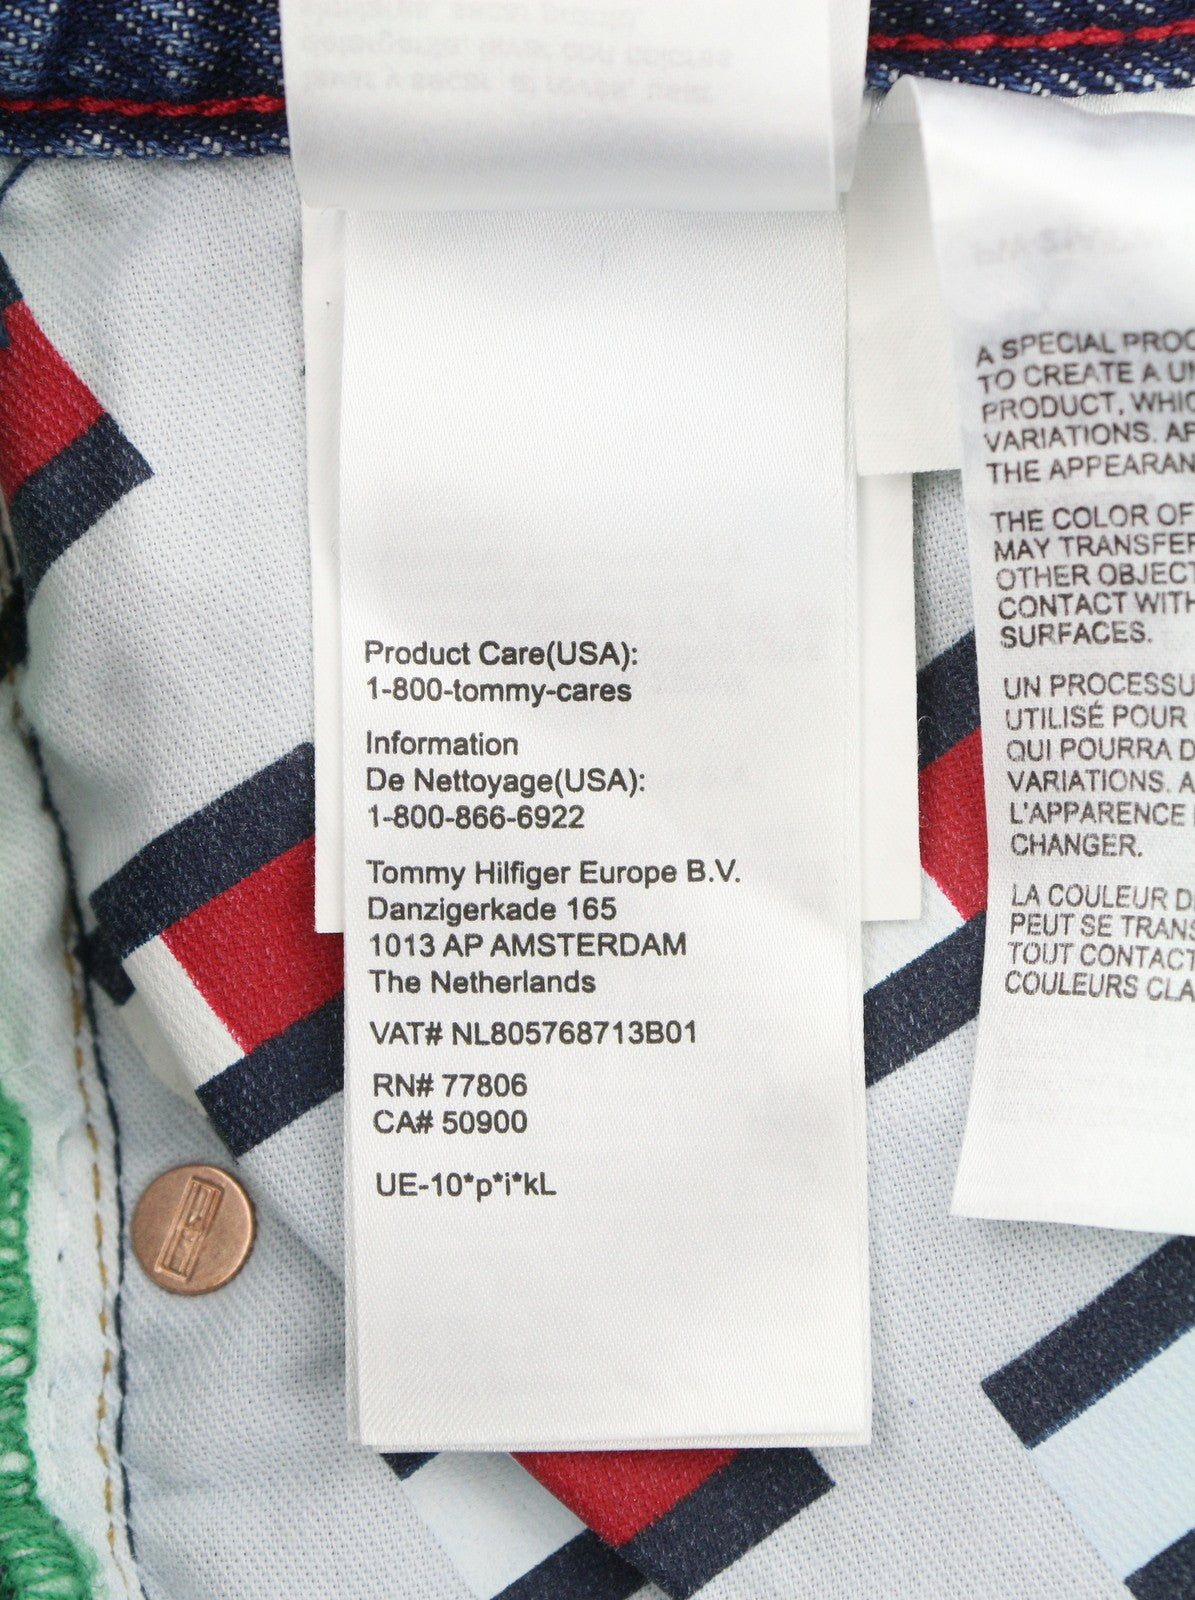 Product Care(USA):
1-800-tommy-cares
Information
De Nettoyage(USA):
1-800-866-6922
Tommy Hilfiger Europe B.V.
Danzigerkade 165
1013 AP AMSTERDAM
The Netherlands
VAT# NL805768713B01
RN# 77806
CA# 50900
UE-10*p*i*kL
A SPECIAL PROC
TO CREATE A UN
PRODUCT, WHIC
VARIATIONS. AF
THE APPEARAN
THE COLOR OF
MAY TRANSFER
OTHER OBJECT
CONTACT WITH
SURFACES.
UN PROCESSU
UTILISÉ POUR
QUI POURRA D
VARIATIONS. A
L'APPARENCE
CHANGER.
LA COULEUR D
PEUT SE TRANS
TOUT CONTACT
COULEURS CLA